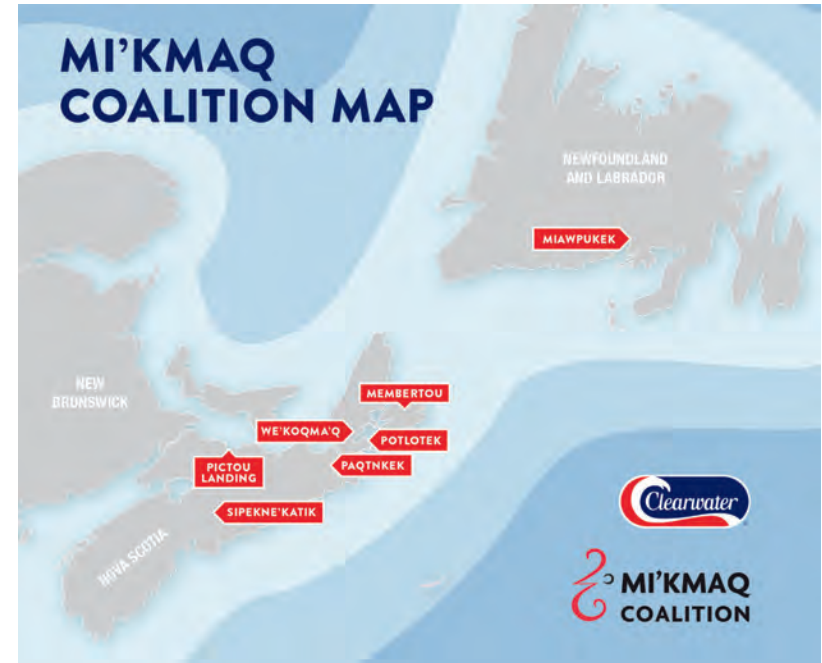 MI’KMAQ
COALITION MAP
NEWFOUNDLAND
AND LABRADOR
MIAWPUKEK
NEW
BRUNSWICK
MEMBERTOU
WE’KOQMA’Q
POTLOTEK
PICTOU
LANDING
PAQTNKEK
SIPEKNE’KATIK
NOVA SCOTIA
Clearwater
MI’KMAQ
COALITION